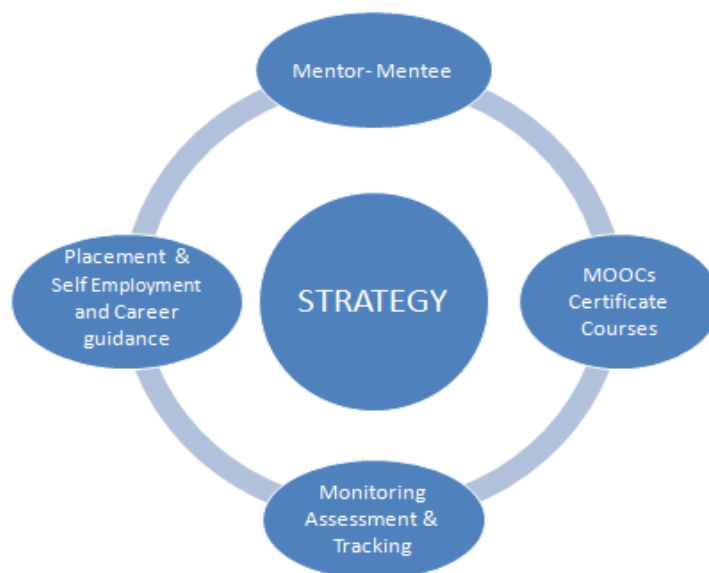 Mentor- Mentee
Placement &
Self Employment
and Career
guidance
STRATEGY
MOOCs
Certificate
Courses
Monitoring
Assessment &
Tracking